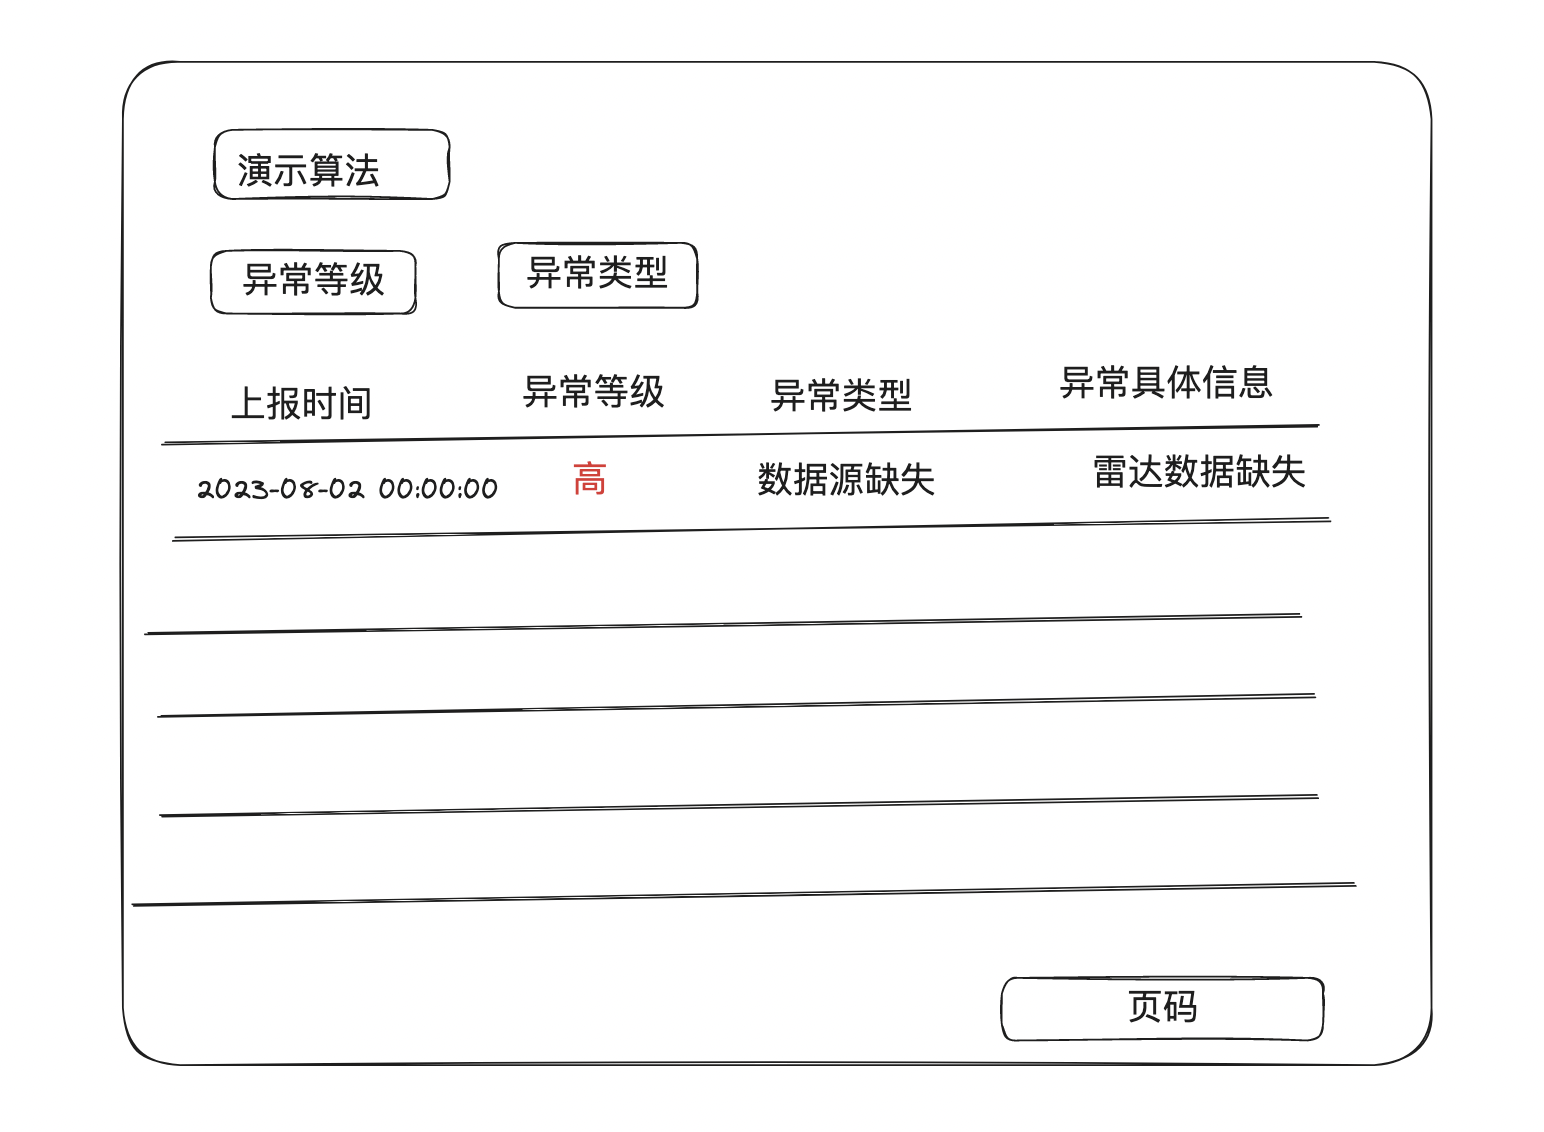 演示算法
异常等级 异常类型
上报时间 异常等级 异常类型 异常具体信息
2023-08-02 00:00:00 高 数据源缺失 雷达数据缺失
页码